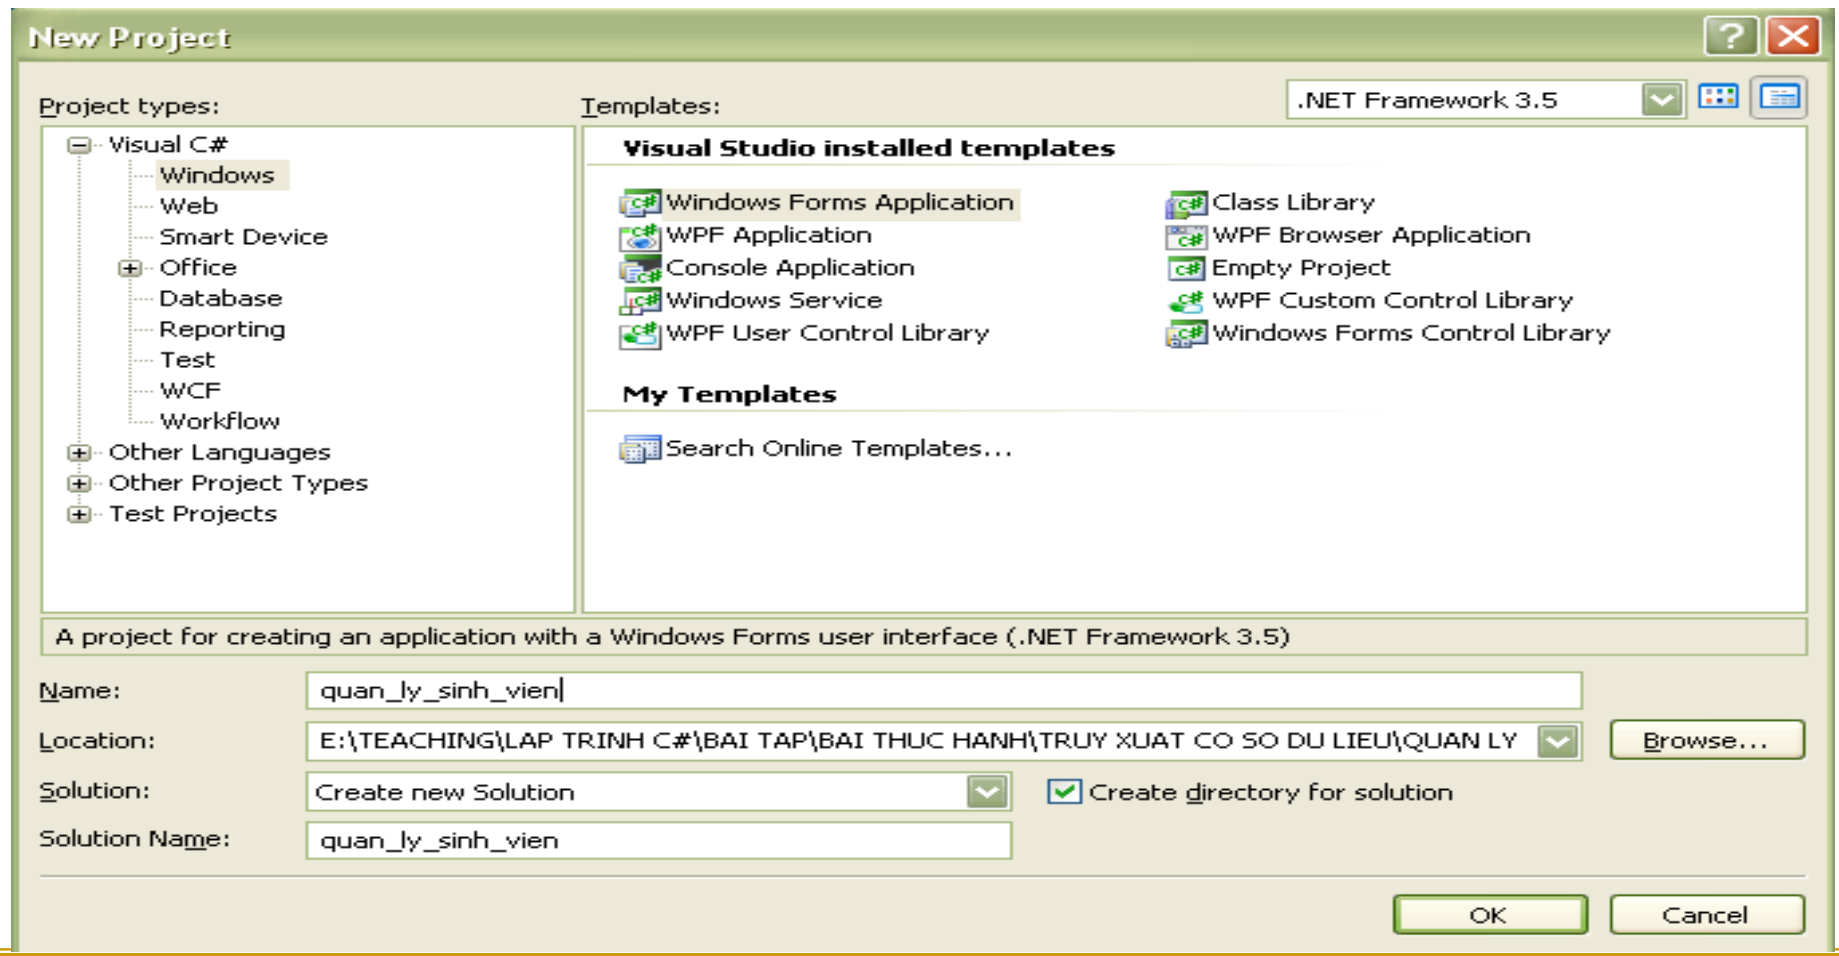 New Project
Project types:
Templates:
.NET Framework 3.5
Visual C#
Windows
Web
Smart Device
Office
Database
Reporting
Test
WCF
Workflow
Other Languages
Other Project Types
Test Projects
Visual Studio installed templates
Windows Forms Application
Class Library
WPF Application
WPF Browser Application
Console Application
Empty Project
Windows Service
WPF Custom Control Library
WPF User Control Library
Windows Forms Control Library
My Templates
Search Online Templates...
A project for creating an application with a Windows Forms user interface (.NET Framework 3.5)
Name:
quan_ly_sinh_vien
Location:
E:\TEACHING\LAP TRINH C#\BAI TAP\BAI THUC HANH\TRUY XUAT CO SO DU LIEU\QUAN LY
Browse...
Solution:
Create new Solution
Create directory for solution
Solution Name:
quan_ly_sinh_vien
OK
Cancel